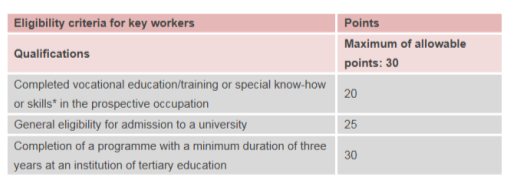 Eligibility criteria for key workers Points
Qualifications
Maximum of allowable
points: 30
Completed vocational education/training or special know-how
or skills* in the prospective occupation
20
General eligibility for admission to a university 25
Completion of a programme with a minimum duration of three
years at an institution of tertiary education
30